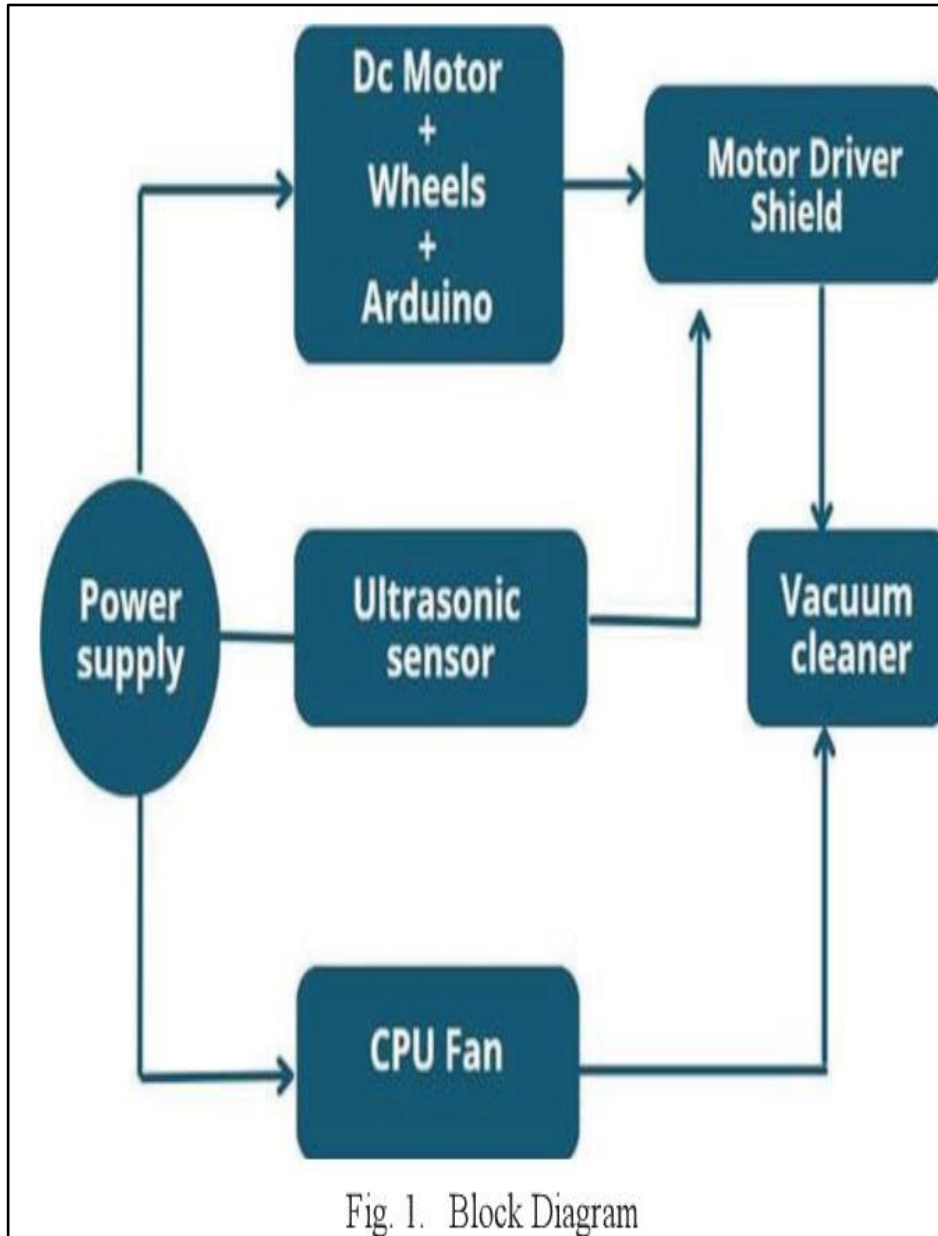 Dc Motor
+
Wheels
+
Arduino
Motor Driver
Shield
Power
supply
Ultrasonic
sensor
Vacuum
cleaner
CPU Fan
Fig. 1. Block Diagram